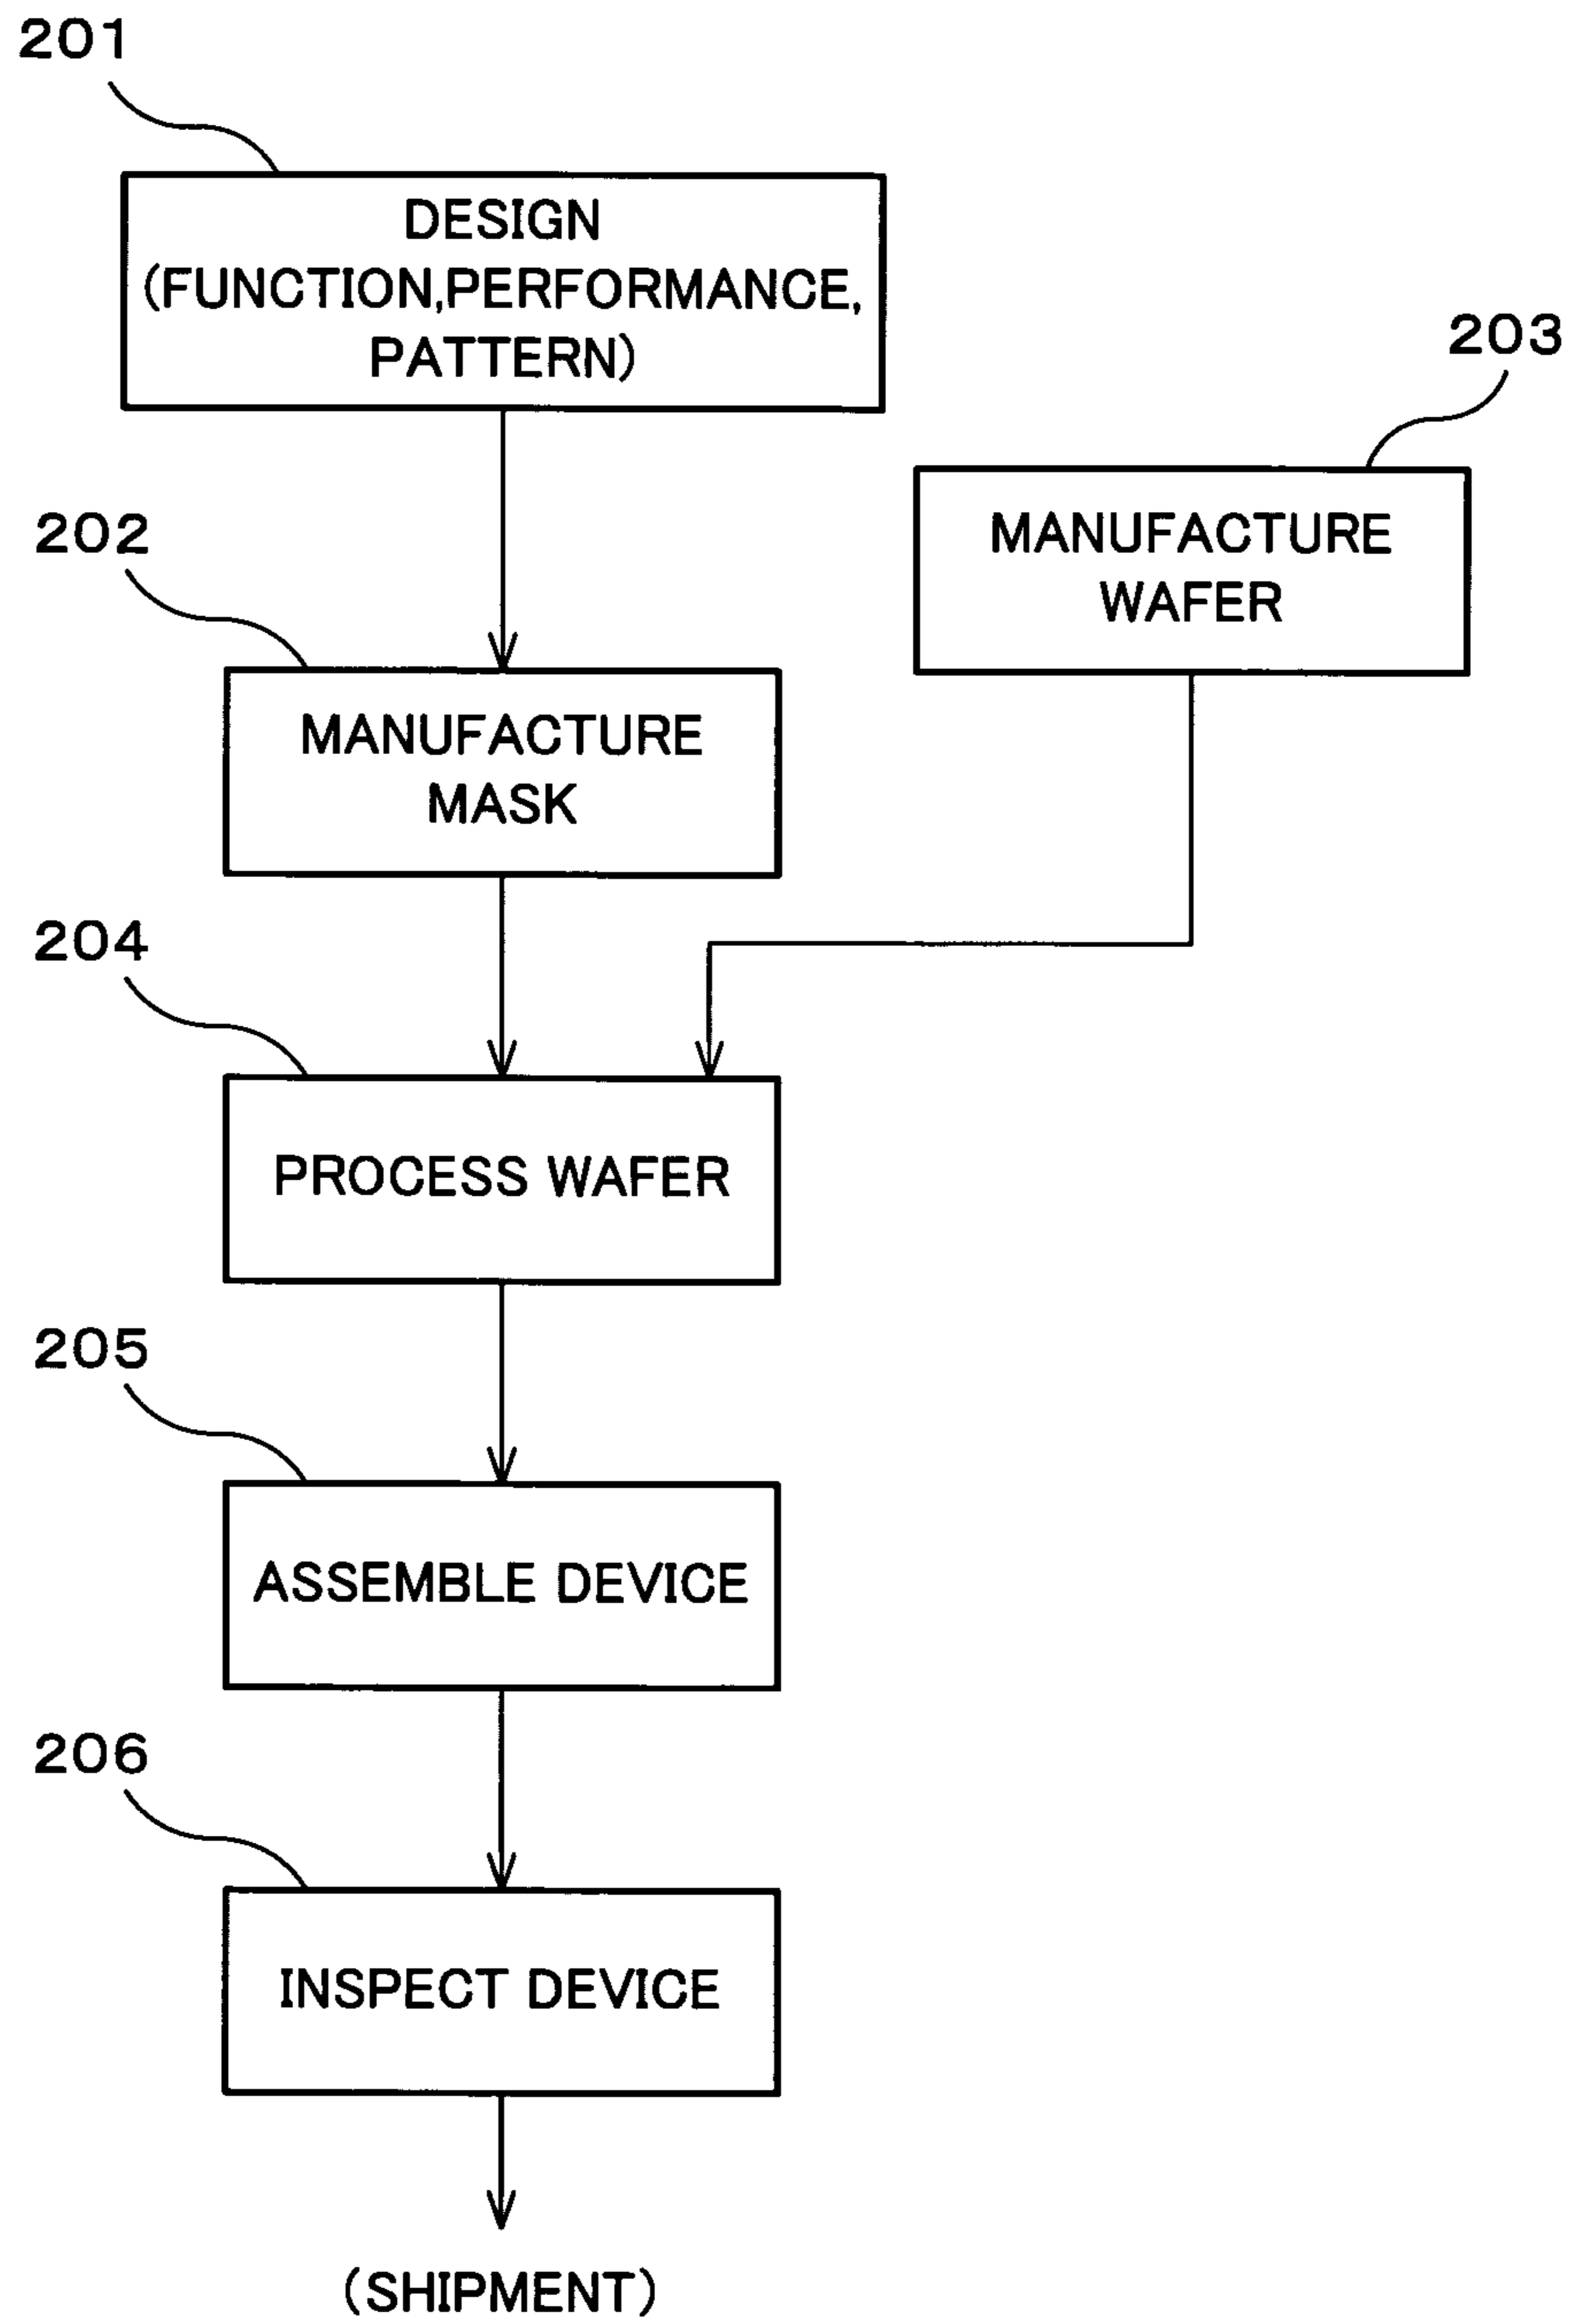 201
DESIGN
(FUNCTION,PERFORMANCE,
PATTERN)
203
MANUFACTURE
WAFER
202
MANUFACTURE
MASK
204
PROCESS WAFER
205
ASSEMBLE DEVICE
206
INSPECT DEVICE
(SHIPMENT)